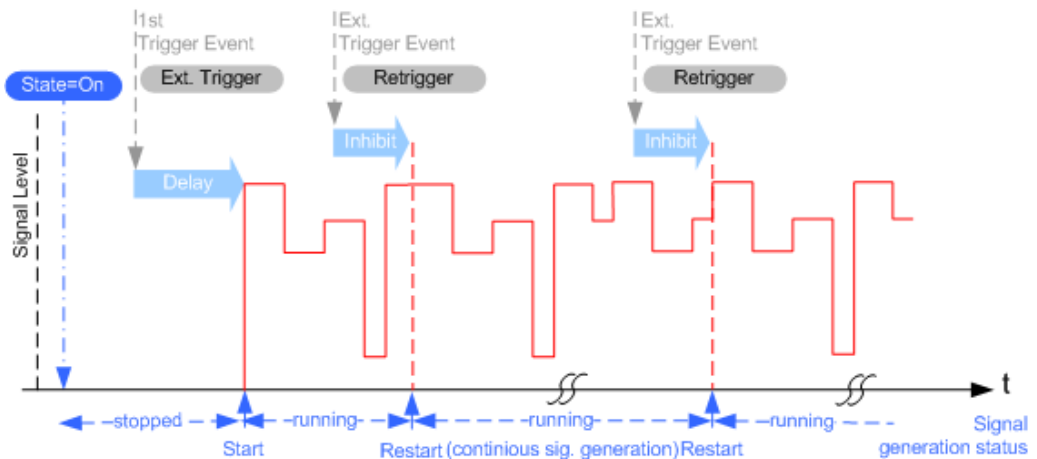 1st
Trigger Event
Ext.
Trigger Event
Ext.
Trigger Event
State=On
Ext. Trigger
Retrigger
Retrigger
Inhibit
Inhibit
Delay
Signal Level
t
stopped
running
running
running
Start
Restart (continious sig. generation) Restart
Signal
generation status